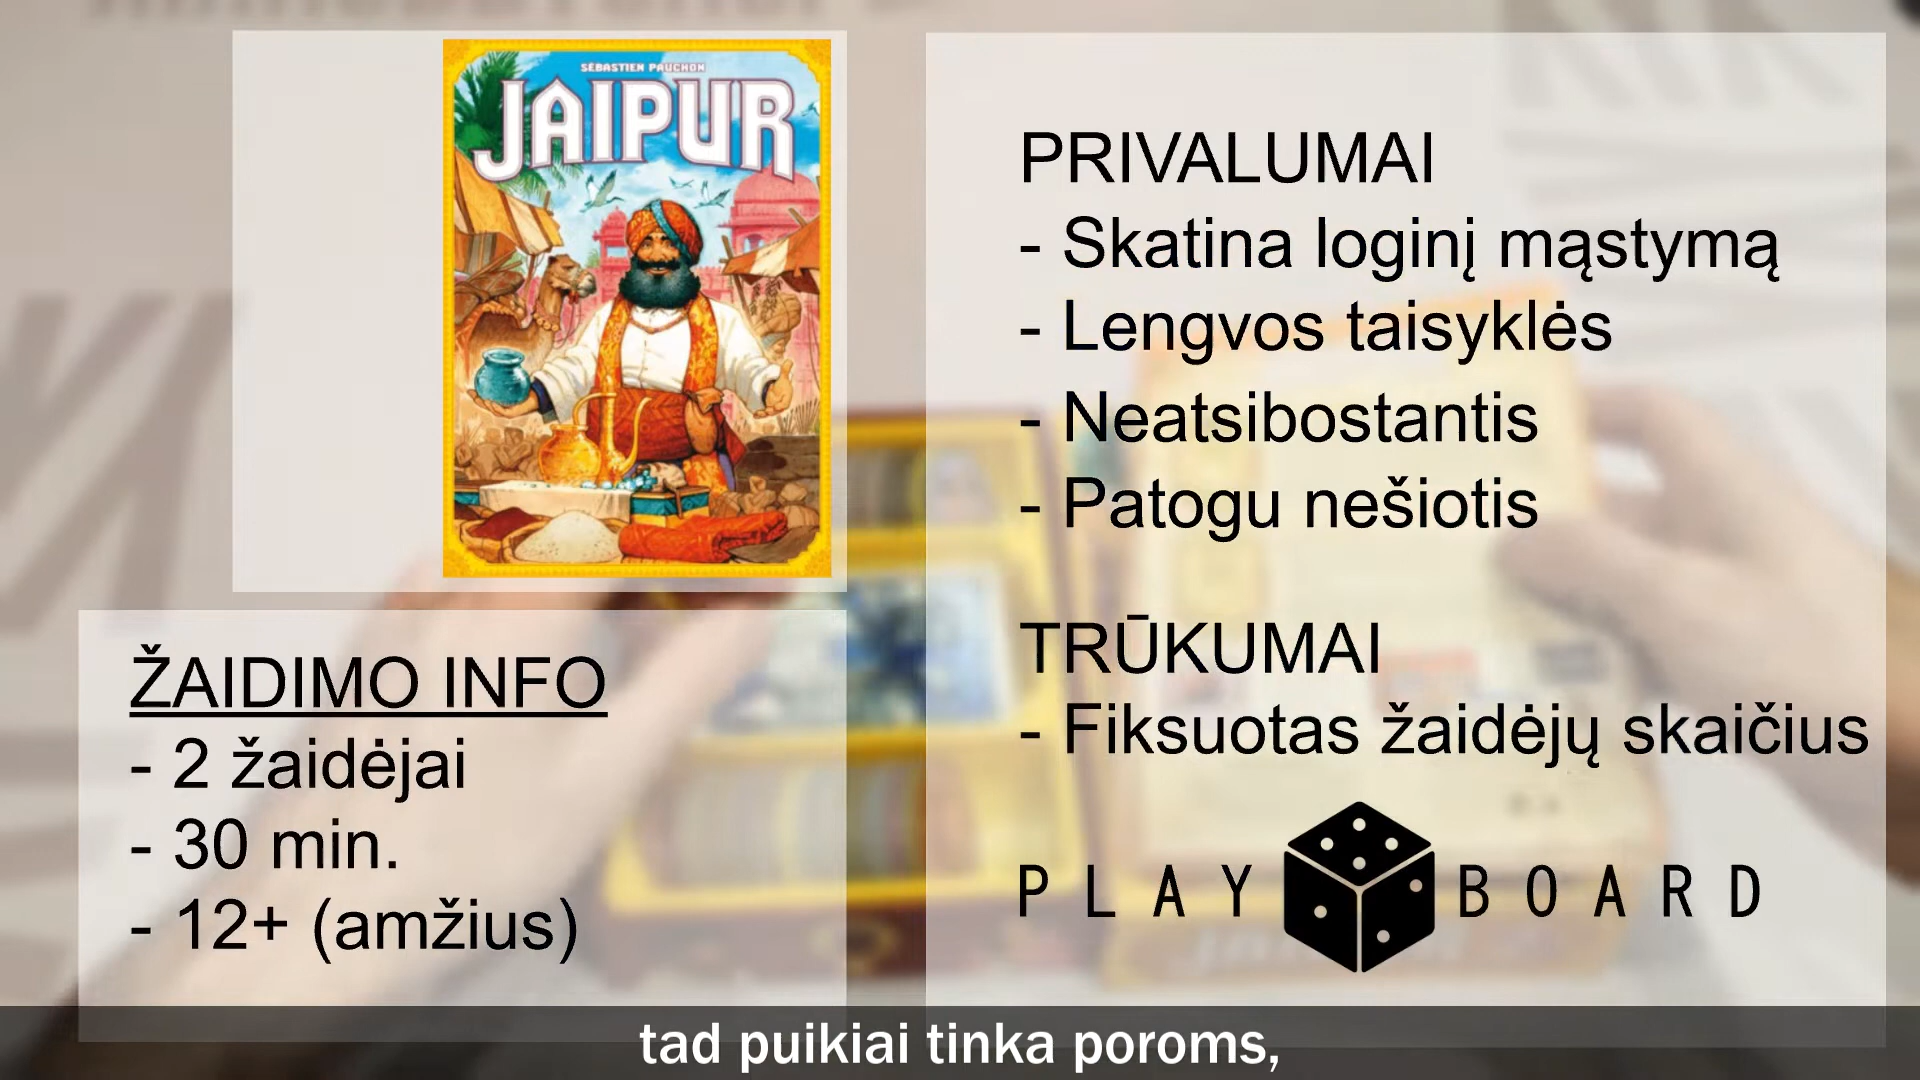 SÉBASTIEN PAUCHON
JAIPUR
ŽAIDIMO INFO
- 2 žaidėjai
- 30 min.
- 12+ (amžius)
PRIVALUMAI
- Skatina loginį mąstymą
- Lengvos taisyklės
- Neatsibostantis
- Patogu nešiotis
TRŪKUMAI
- Fiksuotas žaidėjų skaičius
PLAY BOARD
tad puikiai tinka poroms,